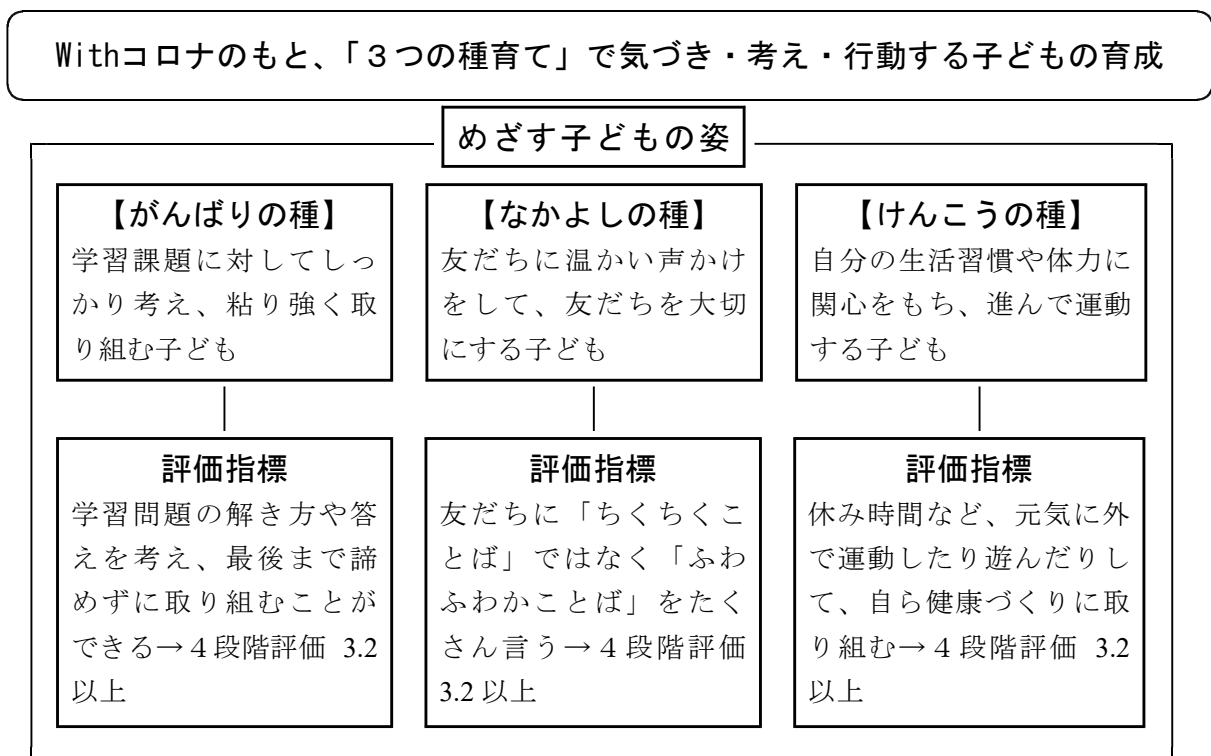 Withコロナのもと、「３つの種育て」で気づき・考え・行動する子どもの育成
めざす子どもの姿
【がんばりの種】
学習課題に対してしっ
かり考え、粘り強く取
り組む子ども
【なかよしの種】
友だちに温かい声かけ
をして、友だちを大切
にする子ども
【けんこうの種】
自分の生活習慣や体力に
関心をもち、進んで運動
する子ども
評価指標
学習問題の解き方や答
えを考え、最後まで諦
めずに取り組むことが
できる→４段階評価 3.2
以上
評価指標
友だちに「ちくちくこ
とば」ではなく「ふわ
ふわかことば」をたく
さん言う→４段階評価
3.2 以上
評価指標
休み時間など、元気に外
で運動したり遊んだりし
て、自ら健康づくりに取
り組む→４段階評価 3.2
以上